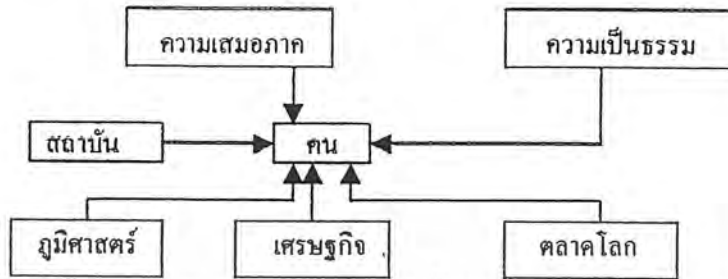 ความเสมอภาค
ความเป็นธรรม
สถาบัน
คน
ภูมิศาสตร์
เศรษฐกิจ
ตลาดโลก